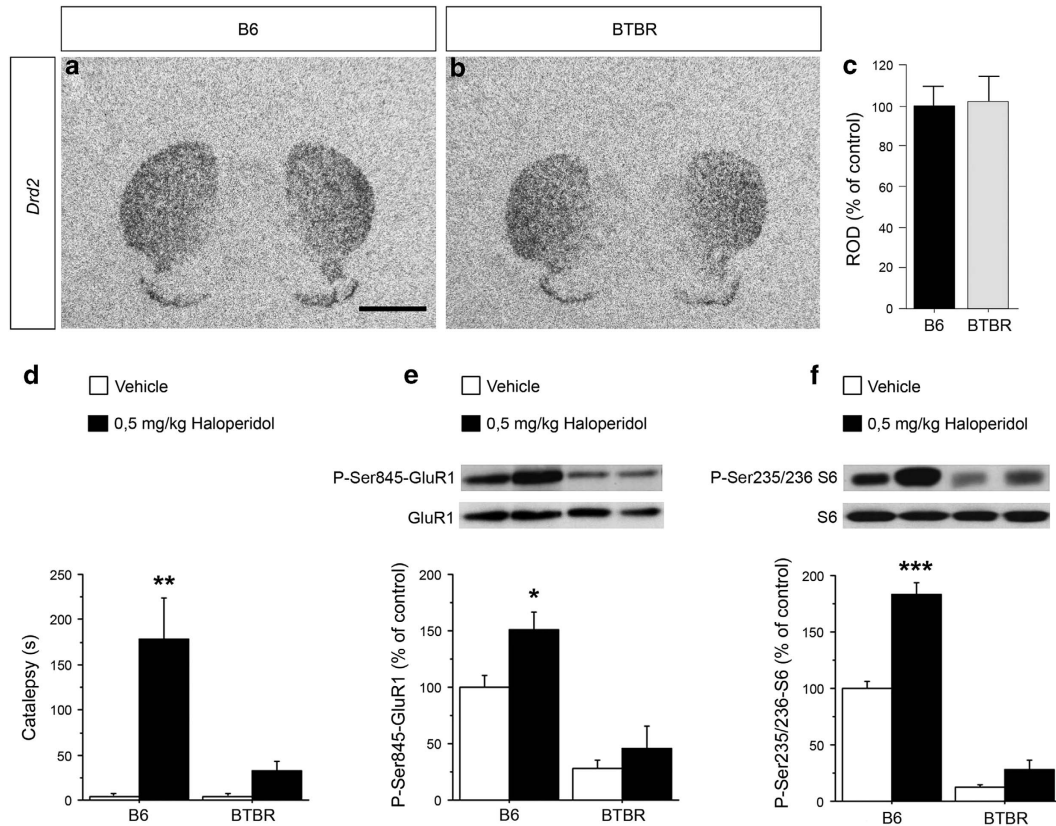 B6
BTBR
Drd2
a
b
c
ROD (% of control)
120
100
80
60
40
20
0
B6
BTBR
d
Vehicle
0,5 mg/kg Haloperidol
Catalepsy (s)
250
200
150
100
50
0
**
B6
BTBR
e
Vehicle
0,5 mg/kg Haloperidol
P-Ser845-GluR1
GluR1
P-Ser845-GluR1 (% of control)
200
150
100
50
0
*
B6
BTBR
f
Vehicle
0,5 mg/kg Haloperidol
P-Ser235/236 S6
S6
P-Ser235/236-S6 (% of control)
200
150
100
50
0
***
B6
BTBR